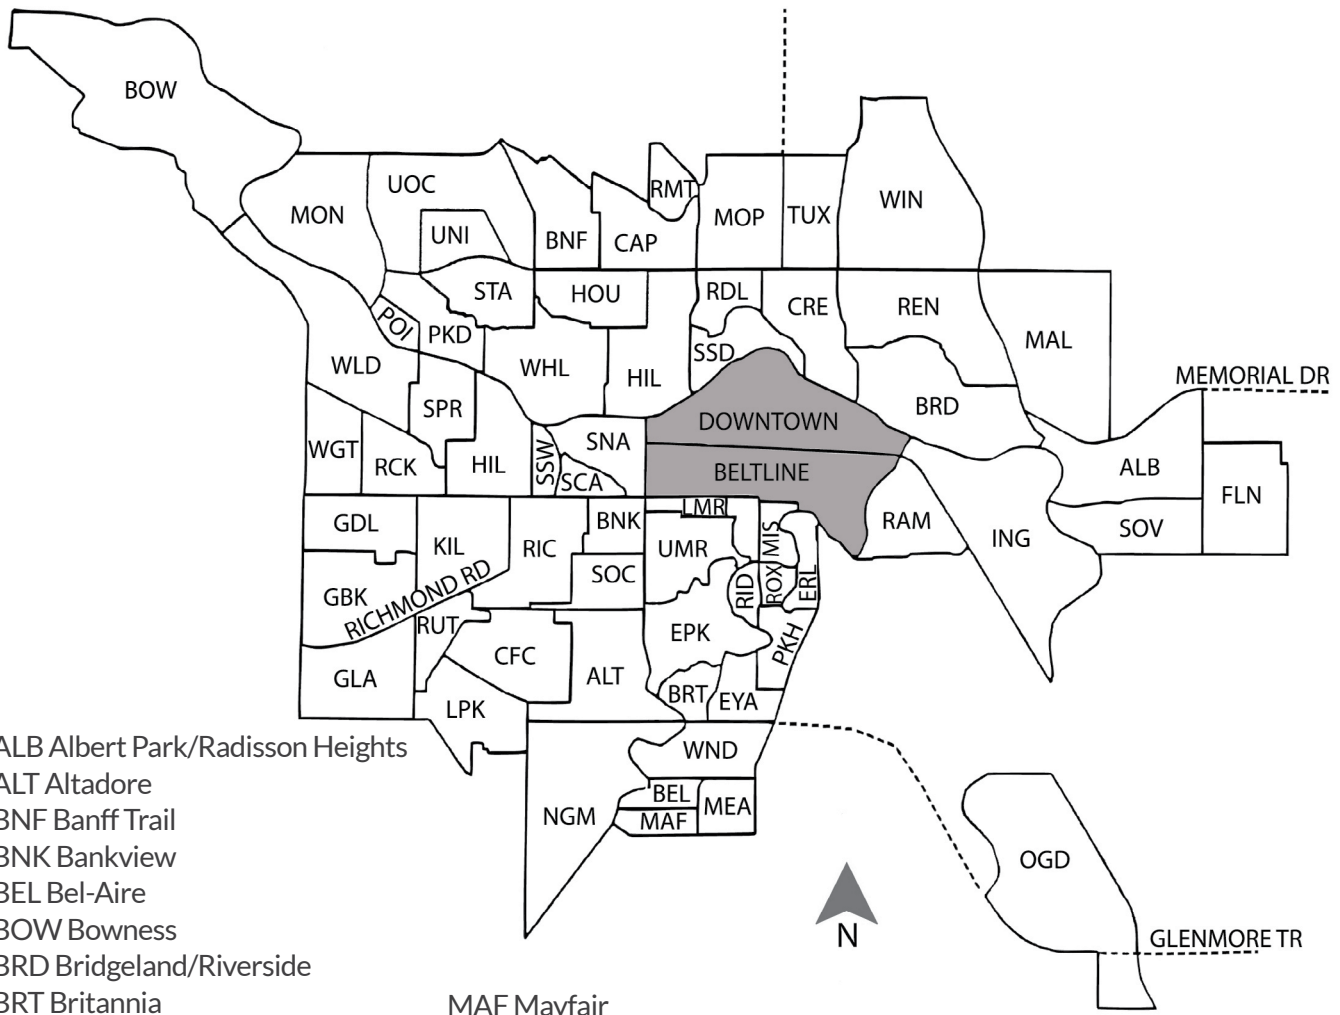 BOW
RMT
UOC
WIN
MON
MOP
TUX
UNI
BNF
CAP
STA
HOU
RDL
CRE
REN
POI
PKD
MAL
SSD
WLD
WHL
HIL
MEMORIAL DR
SPR
BRD
DOWNTOWN
SNA
WGT
RCK
HIL
SSW
SCA
BELTLINE
ALB
FLN
LMR
GDL
BNK
RAM
SOV
KIL
RIC
UMR
MIS
ING
SOC
GBK
RICHMOND RD
RID
ROX
ERL
RUT
EPK
PKH
CFC
GLA
ALT
BRT
EYA
LPK
WND
ALB Albert Park/Radisson Heights
ALT Altadore
BEL
MEA
NGM
MAF
BNF Banff Trail
BNK Bankview
OGD
BEL Bel-Aire
BOW Bowness
N
GLENMORE TR
BRD Bridgeland/Riverside
BRT Britannia
MAF Mayfair